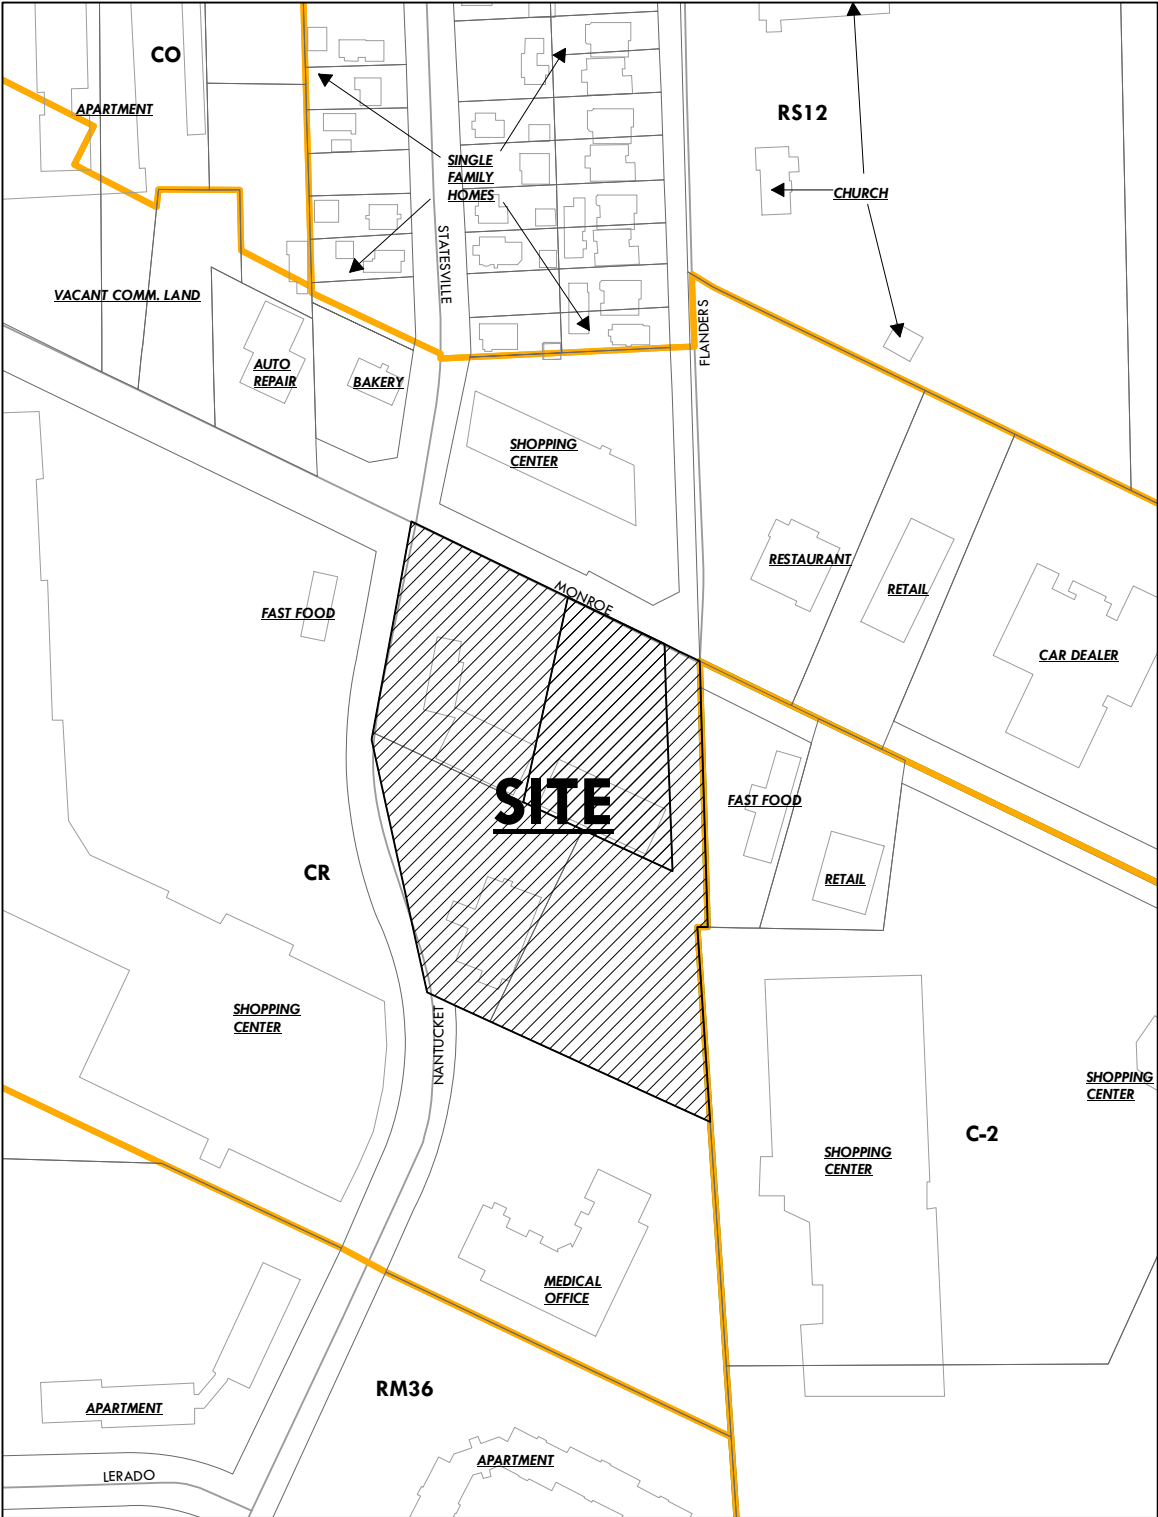 CO
APARTMENT
RS12
SINGLE
FAMILY
HOMES
CHURCH
STATESVILLE
VACANT COMM. LAND
FLANDERS
AUTO
REPAIR
BAKERY
SHOPPING
CENTER
RESTAURANT
RETAIL
MONROE
FAST FOOD
CAR DEALER
SITE
FAST FOOD
CR
RETAIL
SHOPPING
CENTER
NANTUCKET
SHOPPING
CENTER
C-2
SHOPPING
CENTER
MEDICAL
OFFICE
RM36
APARTMENT
APARTMENT
LERADO